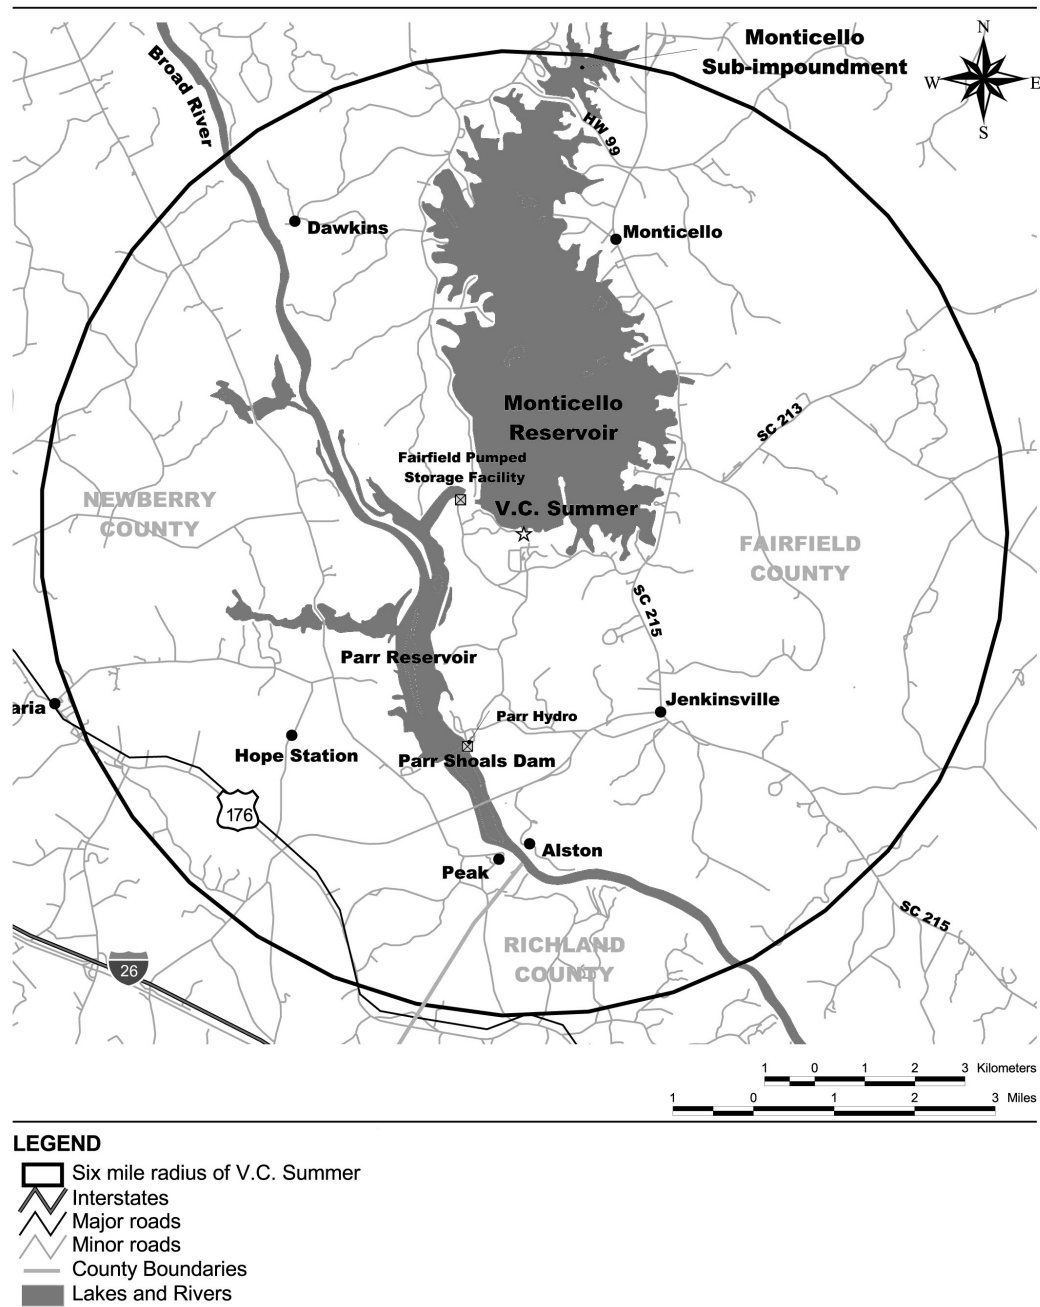 Monticello
Sub-impoundment
N
W
E
S
Broad River
HW 99
Dawkins
Monticello
Monticello
Reservoir
SC 213
Fairfield Pumped
Storage Facility
V.C. Summer
NEWBERRY
COUNTY
FAIRFIELD
COUNTY
SC 215
Parr Reservoir
Jenkinsville
aria
Parr Hydro
Hope Station
Parr Shoals Dam
176
Alston
Peak
SC 215
RICHLAND
COUNTY
26
1 0 1 2 3 Kilometers
1 0 1 2 3 Miles
LEGEND
Six mile radius of V.C. Summer
Interstates
Major roads
Minor roads
County Boundaries
Lakes and Rivers